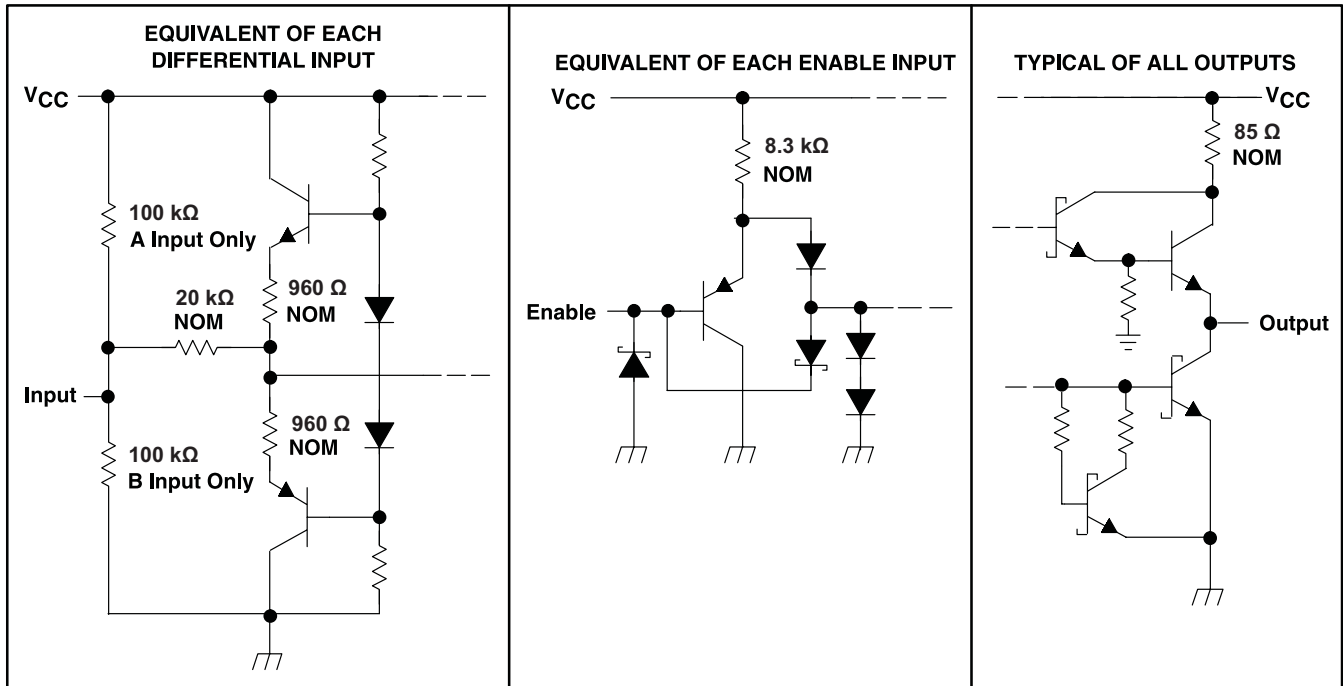 EQUIVALENT OF EACH
DIFFERENTIAL INPUT
VCC
100 kΩ
A Input Only
20 kΩ
NOM
960 Ω
NOM
Input
960 Ω
NOM
100 kΩ
B Input Only
EQUIVALENT OF EACH ENABLE INPUT
VCC
8.3 kΩ
NOM
Enable
TYPICAL OF ALL OUTPUTS
VCC
85 Ω
NOM
Output